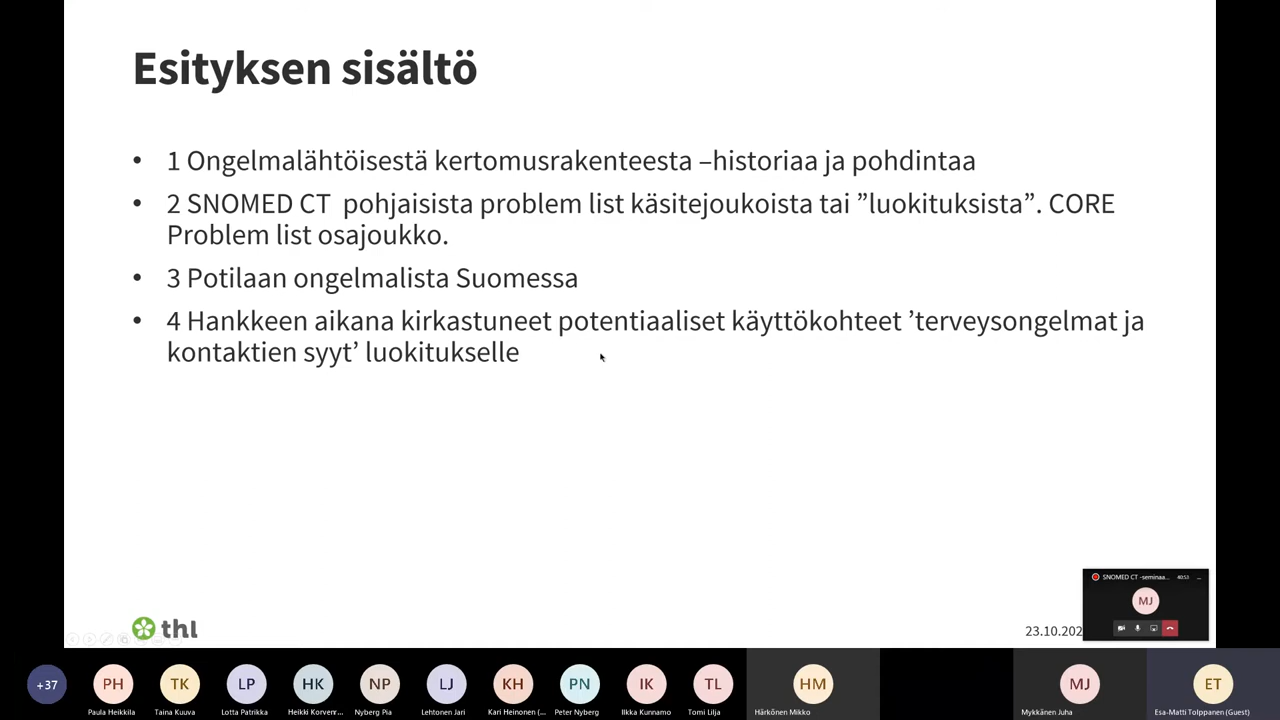 Esityksen sisältö
• 1 Ongelmalähtöisestä kertomusrakenteesta –historiaa ja pohdintaa
• 2 SNOMED CT pohjaisista problem list käsitejoukoista tai ”luokituksista”. CORE
Problem list osajoukko.
• 3 Potilaan ongelmalista Suomessa
• 4 Hankkeen aikana kirkastuneet potentiaaliset käyttökohteet ’terveysongelmat ja
kontaktien syyt’ luokitukselle
SNOMED CT -seminaa... 40:53 ...
MJ
thl
23.10.202
+37 PH TK LP HK NP LJ KH PN IK TL HM MJ ET
Paula Heikkila Taina Kuuva Lotta Patrikka Heikki Korvenr... Nyberg Pia Lehtonen Jari Kari Heinonen (... Peter Nyberg Ilkka Kunnamo Tomi Lilja Härkönen Mikko Mykkänen Juha Esa-Matti Tolppanen (Guest)